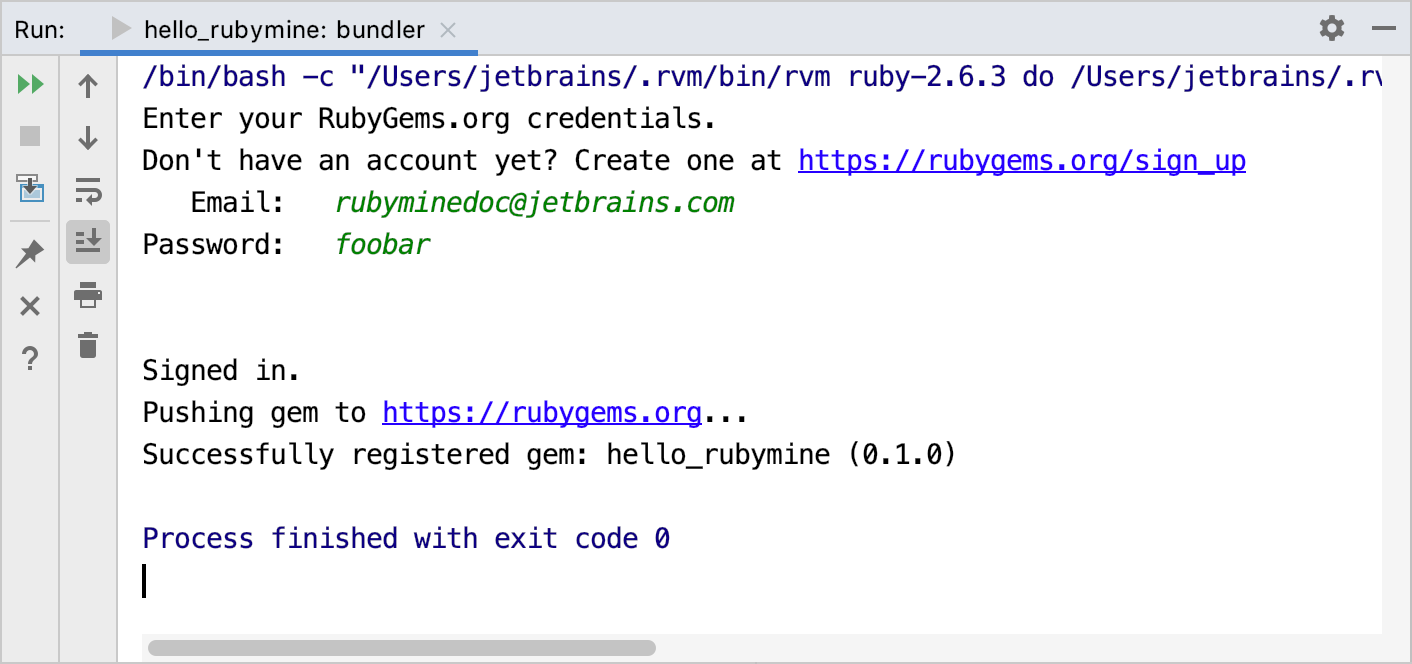 Run: hello_rubymine: bundler
/bin/bash -c "/Users/jetbrains/.rvm/bin/rvm ruby-2.6.3 do /Users/jetbrains/.rv
Enter your RubyGems.org credentials.
Don't have an account yet? Create one at https://rubygems.org/sign_up
Email: rubyminedoc@jetbrains.com
Password: foobar
Signed in.
Pushing gem to https://rubygems.org...
Successfully registered gem: hello_rubymine (0.1.0)
Process finished with exit code 0